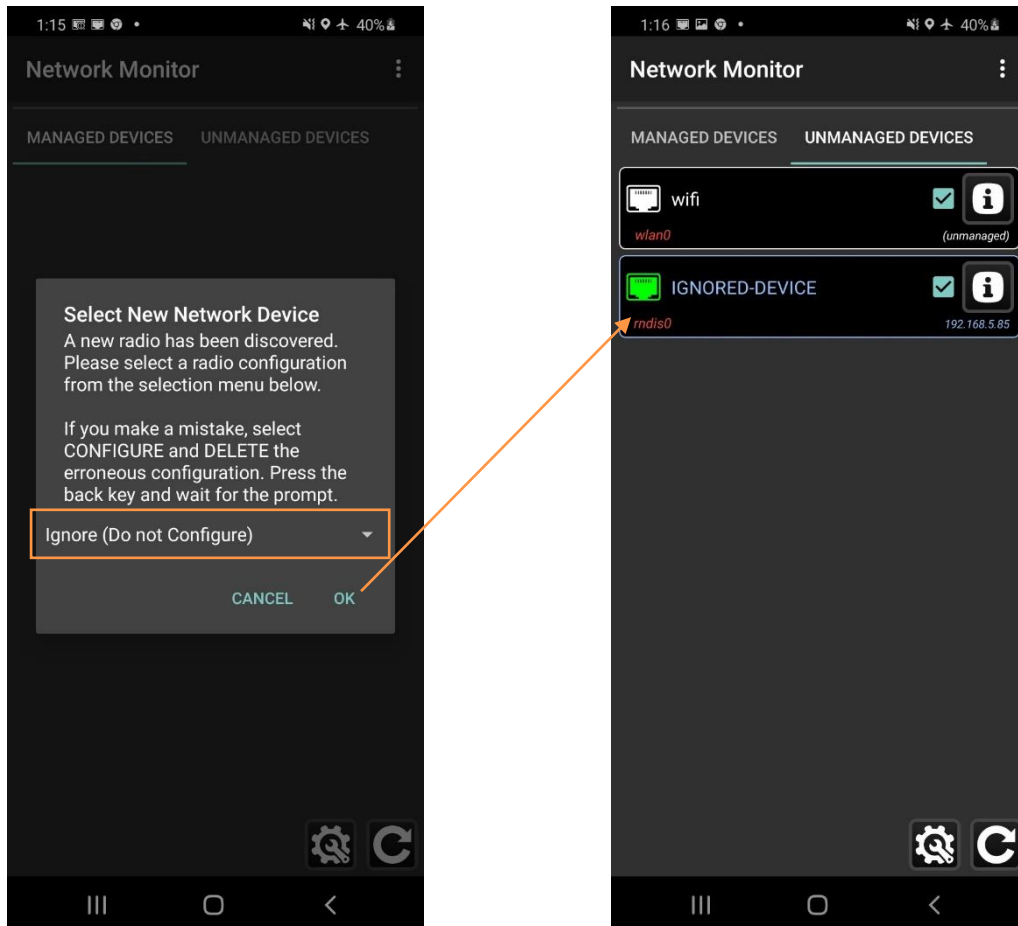 1:15
40%
Network Monitor
MANAGED DEVICES UNMANAGED DEVICES
Select New Network Device
A new radio has been discovered.
Please select a radio configuration
from the selection menu below.
If you make a mistake, select
CONFIGURE and DELETE the
erroneous configuration. Press the
back key and wait for the prompt.
Ignore (Do not Configure)
CANCEL OK
1:16
40%
Network Monitor
MANAGED DEVICES UNMANAGED DEVICES
wifi
wlan0
(unmanaged)
IGNORED-DEVICE
rndis0
192.168.5.85